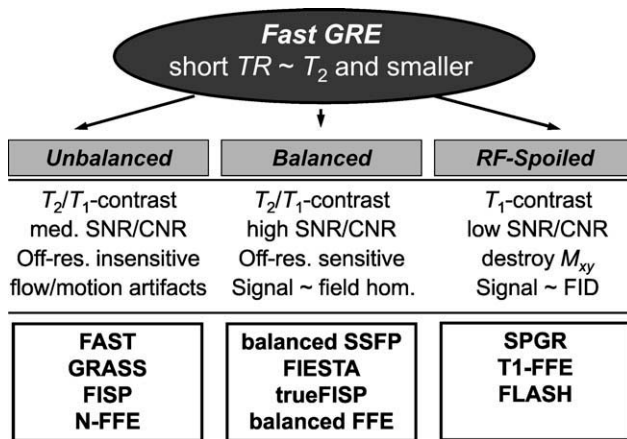 Fast GRE
short TR ~ T₂ and smaller
Unbalanced
T₂/T₁-contrast
med. SNR/CNR
Off-res. insensitive
flow/motion artifacts
FAST
GRASS
FISP
N-FFE
Balanced
T₂/T₁-contrast
high SNR/CNR
Off-res. sensitive
Signal ~ field hom.
balanced SSFP
FIESTA
trueFISP
balanced FFE
RF-Spoiled
T₁-contrast
low SNR/CNR
destroy Mxy
Signal ~ FID
SPGR
T1-FFE
FLASH